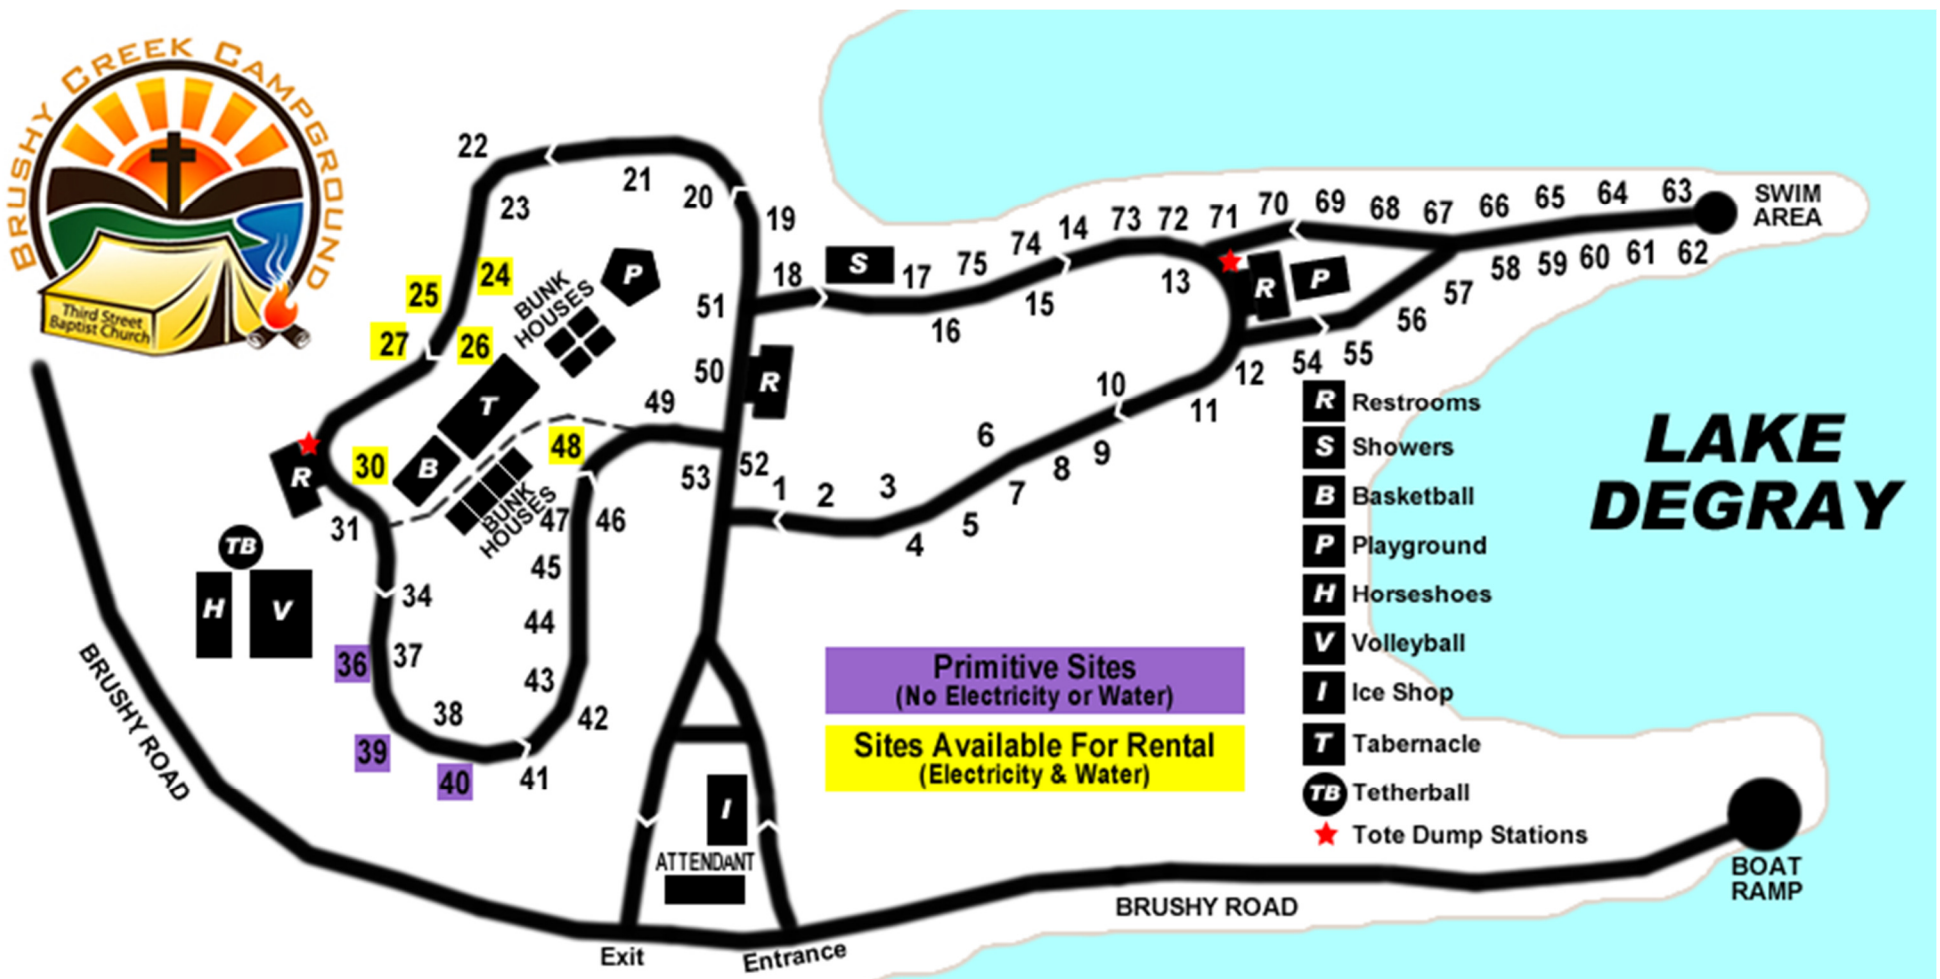 BRUSHY CREEK CAMPGROUND
Third Street
Baptist Church
22
21
20
23
19
24
25
27
26
BUNK
HOUSES
P
18
S
17
75
74
14
73
72
71
70
69
68
67
66
65
64
63
SWIM
AREA
51
16
15
13
R
P
62
61
60
59
58
57
56
55
54
12
50
R
49
T
48
30
B
R
31
BUNK
HOUSES
47
46
53
52
1
2
3
6
10
11
9
8
7
5
4
TB
H
V
34
45
44
36
37
43
38
42
39
40
41
BRUSHY ROAD
Primitive Sites
(No Electricity or Water)
Sites Available For Rental
(Electricity & Water)
R Restrooms
S Showers
B Basketball
P Playground
H Horseshoes
V Volleyball
I Ice Shop
T Tabernacle
TB Tetherball
Tote Dump Stations
LAKE
DEGRAY
I
ATTENDANT
BOAT
RAMP
BRUSHY ROAD
Exit
Entrance